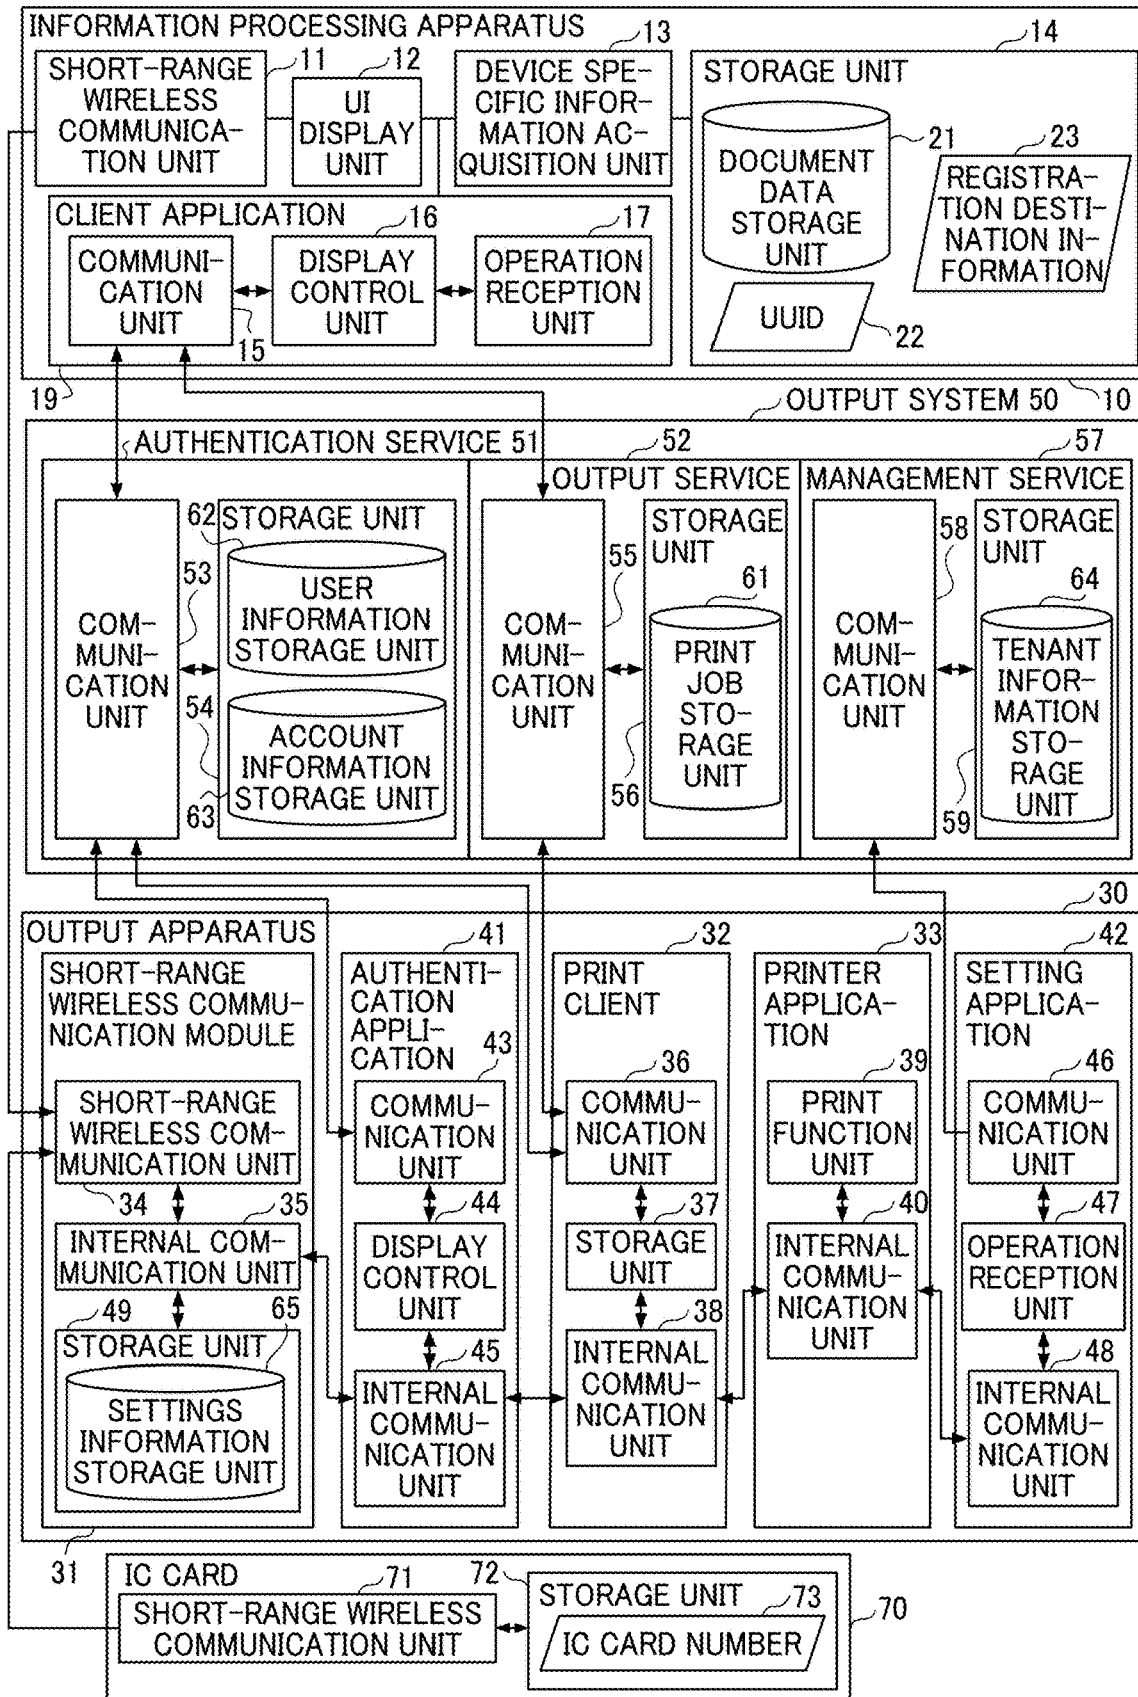 INFORMATION PROCESSING APPARATUS
11
12
13
14
SHORT-RANGE
WIRELESS
COMMUNICA-
TION UNIT
UI
DISPLAY
UNIT
DEVICE SPE-
CIFIC INFOR-
MATION AC-
QUISITION UNIT
STORAGE UNIT
21
DOCUMENT
DATA
STORAGE
UNIT
23
REGISTRA-
TION DESTI-
NATION IN-
FORMATION
UUID
22
CLIENT APPLICATION
16
17
COMMUNI-
CATION
UNIT
15
DISPLAY
CONTROL
UNIT
OPERATION
RECEPTION
UNIT
19
10
OUTPUT SYSTEM 50
AUTHENTICATION SERVICE 51
52
57
OUTPUT SERVICE
MANAGEMENT SERVICE
COM-
MUNI-
CATION
UNIT
53
62
STORAGE UNIT
USER
INFORMATION
STORAGE UNIT
54
ACCOUNT
INFORMATION
STORAGE UNIT
63
COM-
MUNI-
CATION
UNIT
55
STORAGE
UNIT
61
PRINT
JOB
STO-
RAGE
UNIT
56
COM-
MUNI-
CATION
UNIT
58
STORAGE
UNIT
64
TENANT
INFOR-
MATION
STO-
RAGE
UNIT
59
30
OUTPUT APPARATUS
41
32
33
42
SHORT-RANGE
WIRELESS COMMU-
NICATION MODULE
SHORT-RANGE
WIRELESS COM-
MUNICATION UNIT
34
35
INTERNAL COM-
MUNICATION UNIT
49
65
STORAGE UNIT
SETTINGS
INFORMATION
STORAGE UNIT
31
AUTHENTI-
CATION
APPLI-
CATION
43
COMMU-
NICATION
UNIT
44
DISPLAY
CONTROL
UNIT
45
INTERNAL
COMMU-
NICATION
UNIT
PRINT
CLIENT
36
COMMU-
NICATION
UNIT
37
STORAGE
UNIT
38
INTERNAL
COMMU-
NICATION
UNIT
PRINTER
APPLICA-
TION
39
PRINT
FUNCTION
UNIT
40
INTERNAL
COMMU-
NICATION
UNIT
SETTING
APPLICA-
TION
46
COMMU-
NICATION
UNIT
47
OPERATION
RECEPTION
UNIT
48
INTERNAL
COMMU-
NICATION
UNIT
IC CARD
71
SHORT-RANGE WIRELESS
COMMUNICATION UNIT
72
STORAGE UNIT
73
IC CARD NUMBER
70